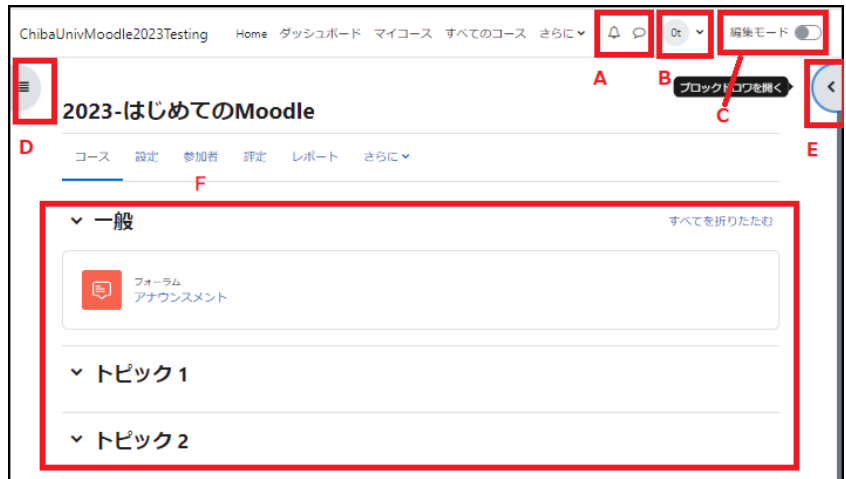 ChibaUnivMoodle2023Testing Home ダッシュボード マイコース すべてのコース さらに 0t 編集モード
A B ブロックドロワを開く
C
2023-はじめてのMoodle
D E
コース 設定 参加者 評定 レポート さらに
F
一般 すべてを折りたたむ
フォーラム
アナウンスメント
トピック 1
トピック 2